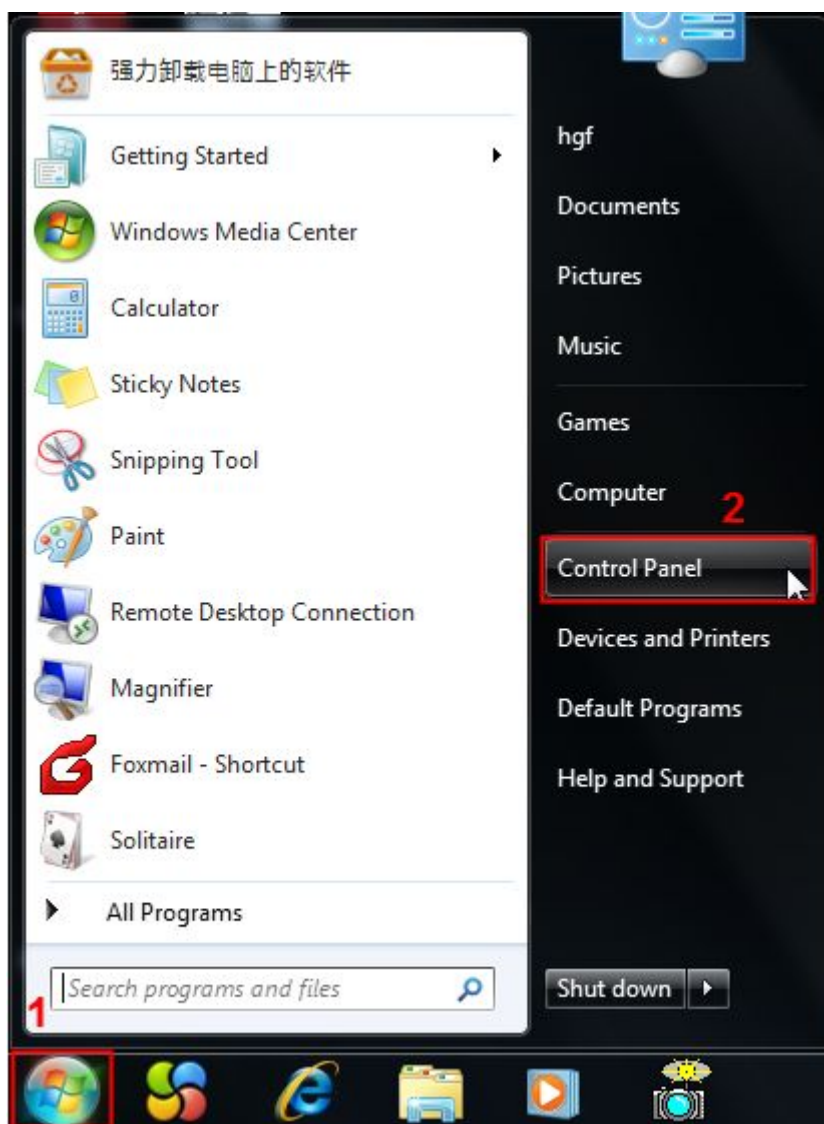 强力卸载电脑上的软件
Getting Started
Windows Media Center
Calculator
Sticky Notes
Snipping Tool
Paint
Remote Desktop Connection
Magnifier
Foxmail - Shortcut
Solitaire
All Programs
Search programs and files
1
hgf
Documents
Pictures
Music
Games
Computer
2
Control Panel
Devices and Printers
Default Programs
Help and Support
Shut down